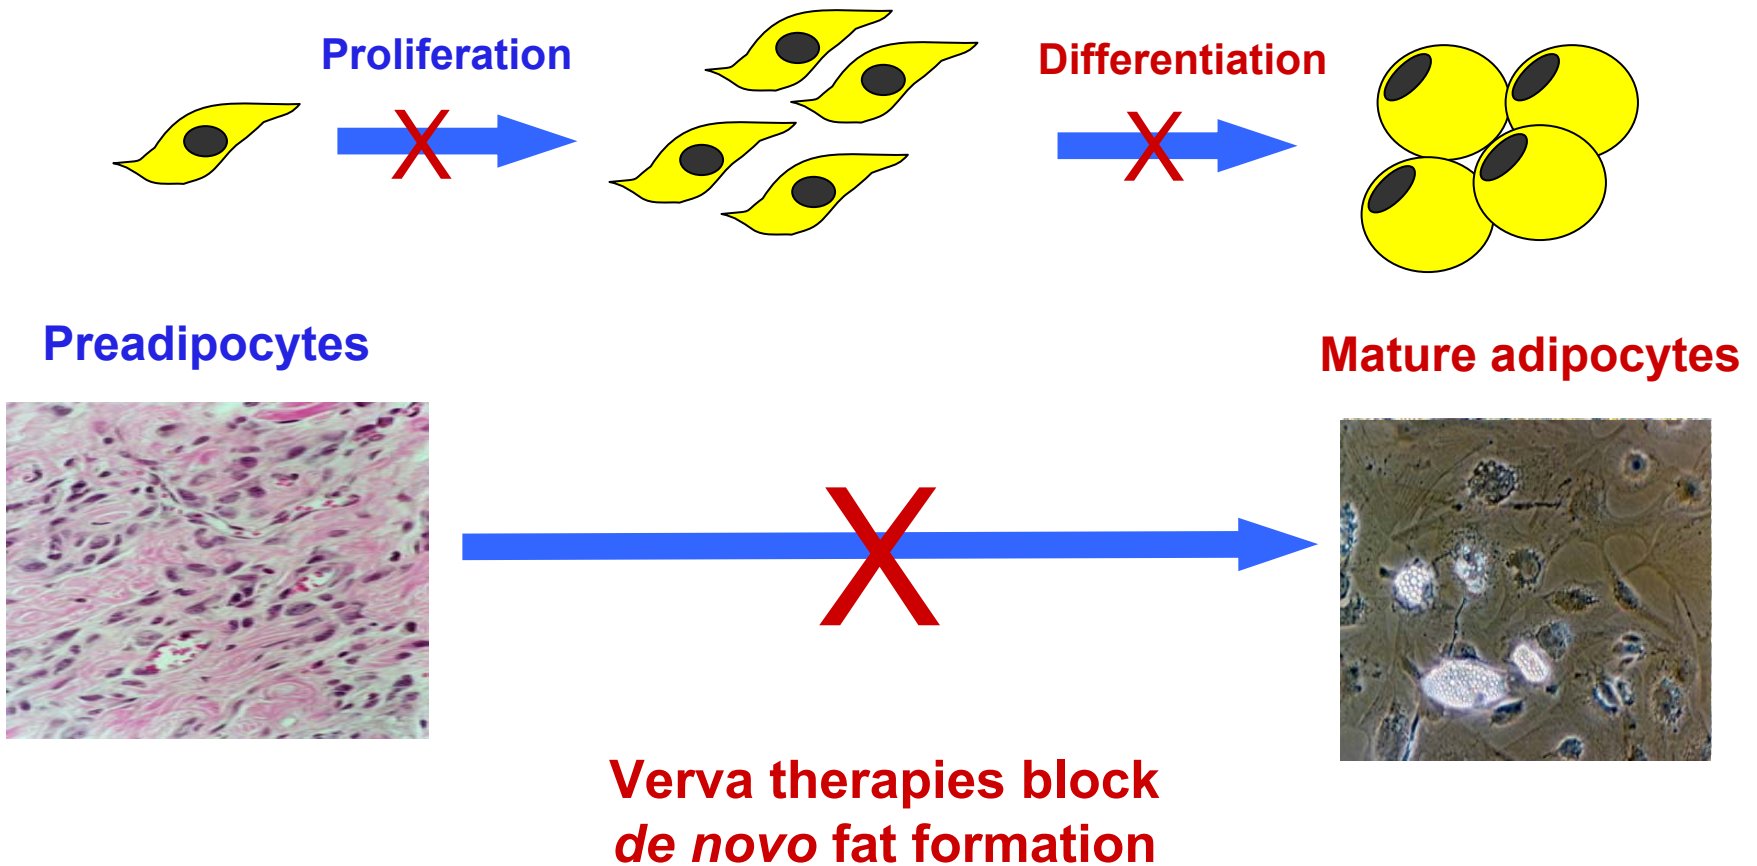 Proliferation
Differentiation
Preadipocytes
Mature adipocytes
Verva therapies block
de novo fat formation